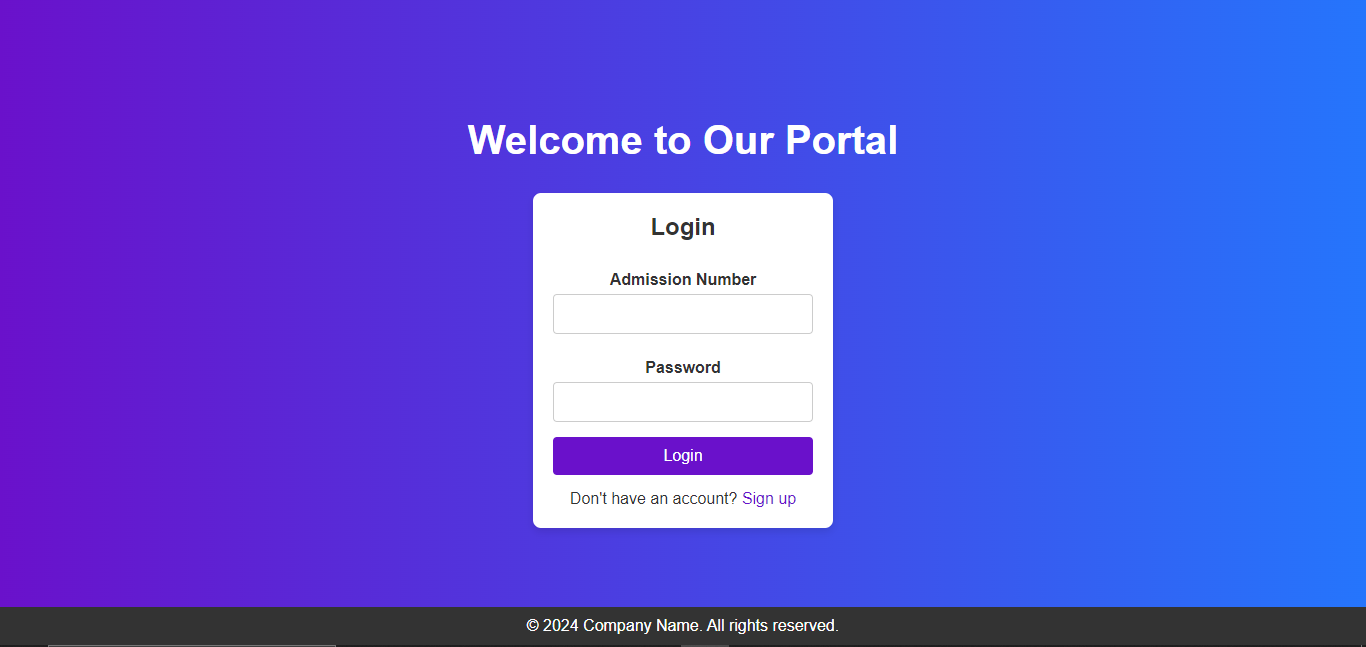 Welcome to Our Portal
Login
Admission Number
Password
Login
Don't have an account? Sign up
© 2024 Company Name. All rights reserved.